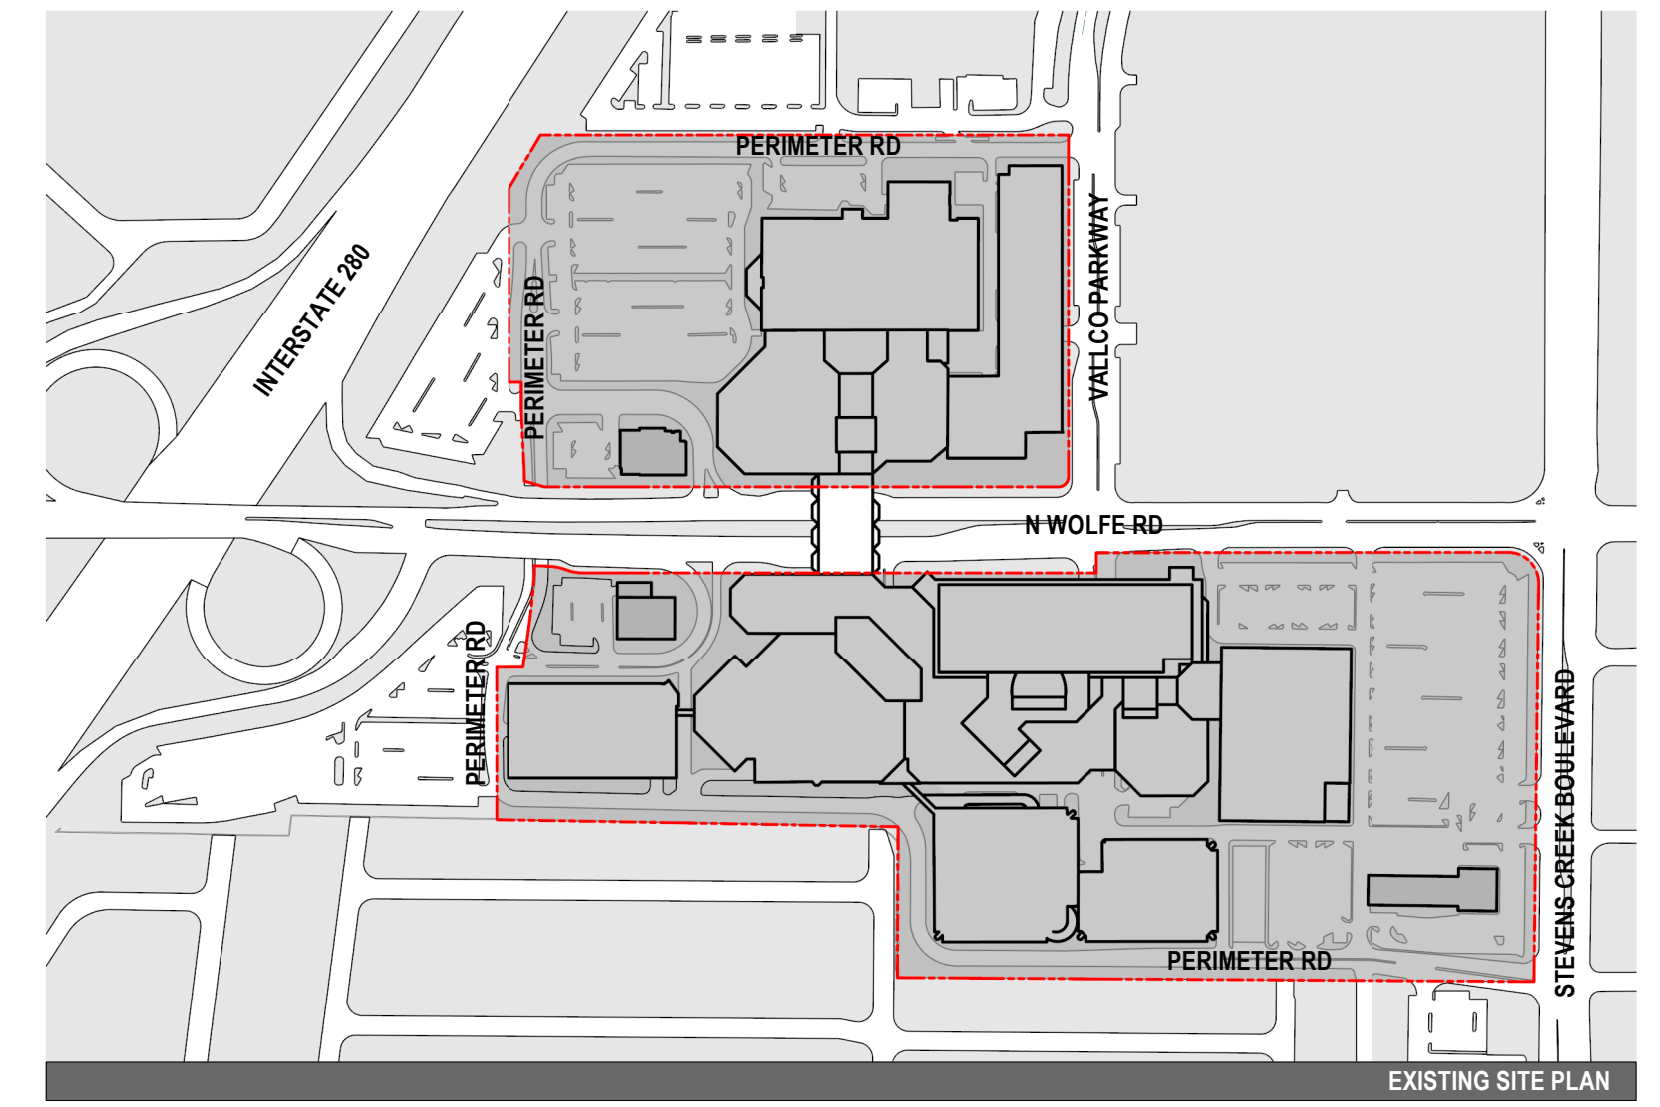 PERIMETER RD
INTERSTATE 280
PERIMETER RD
VALLCO PARKWAY
N WOLFE RD
PERIMETER RD
STEVENS CREEK BOULEVARD
PERIMETER RD
EXISTING SITE PLAN